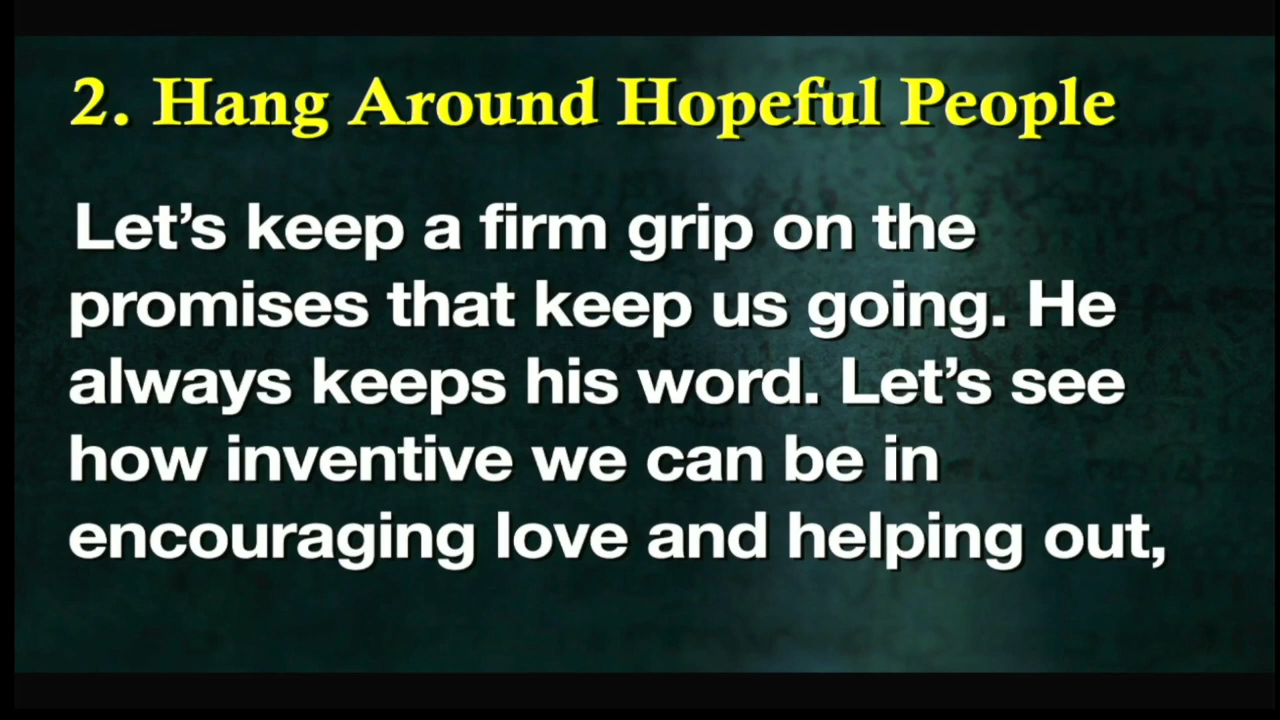 2. Hang Around Hopeful People
Let’s keep a firm grip on the
promises that keep us going. He
always keeps his word. Let’s see
how inventive we can be in
encouraging love and helping out,